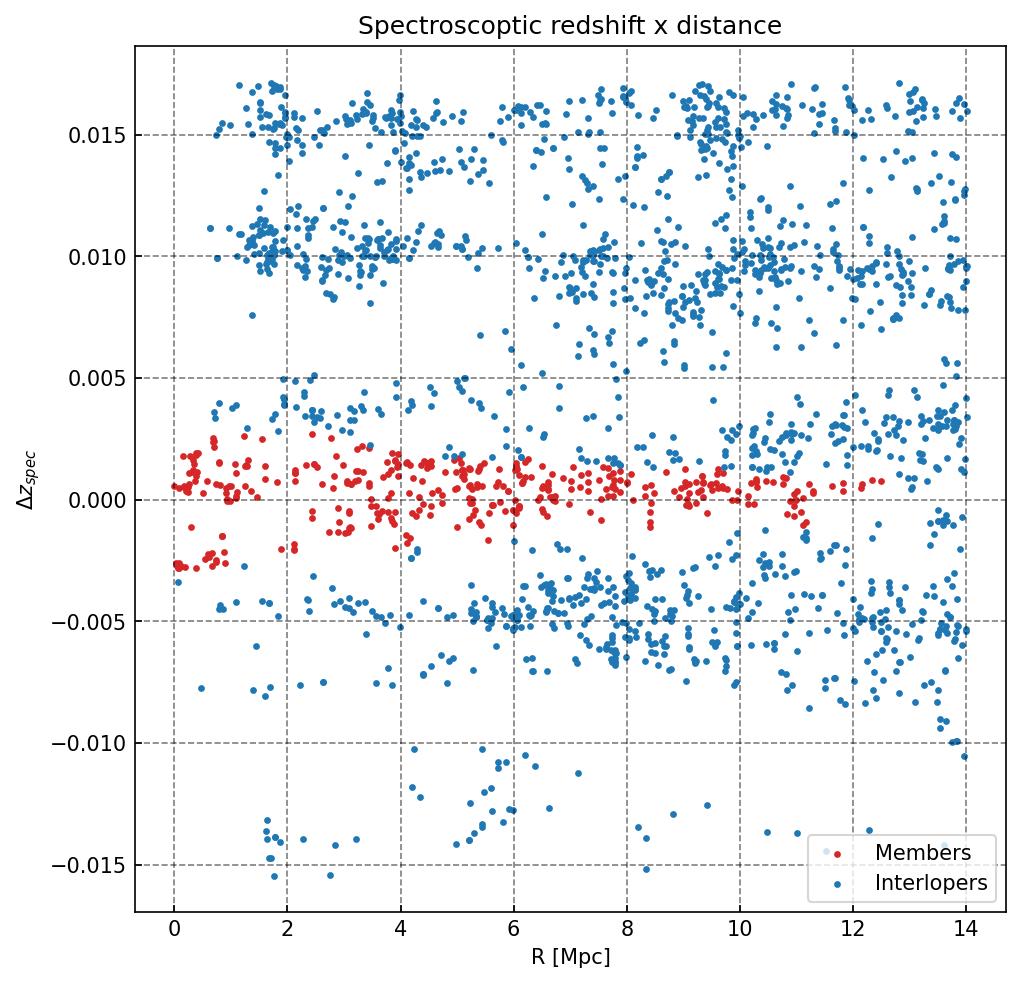 Spectroscoptic redshift x distance
Δz_spec
0.015
0.010
0.005
0.000
−0.005
−0.010
−0.015
0 2 4 6 8 10 12 14
R [Mpc]
Members
Interlopers